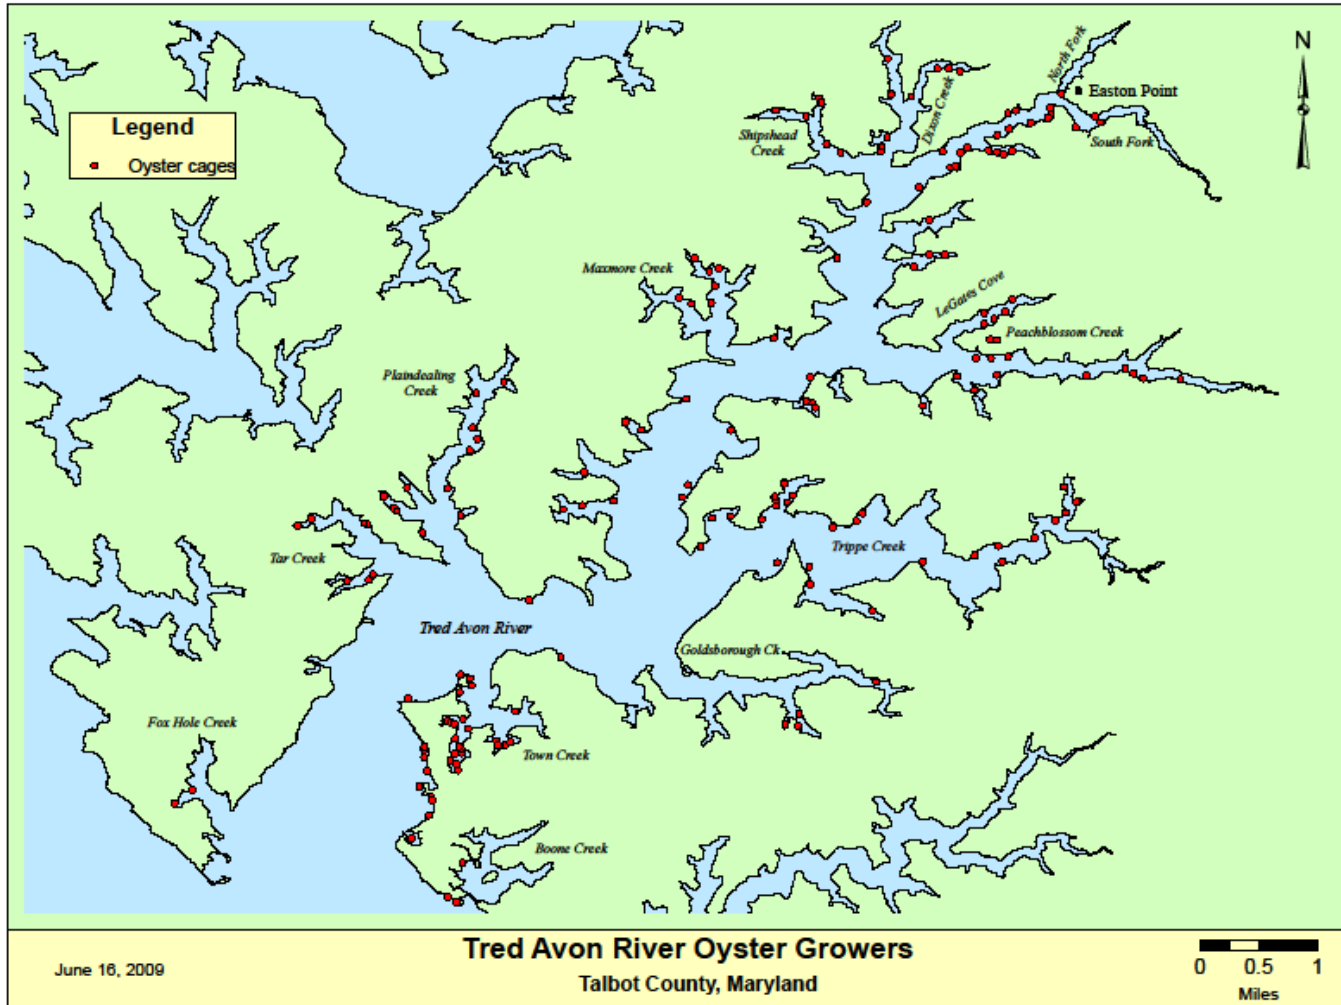 N
North Fork
Easton Point
Legend
Oyster cages
Dixon Creek
Shipshead
Creek
South Fork
Maxmore Creek
LeGates Cove
Peachblossom Creek
Plaindealing
Creek
Tar Creek
Trippe Creek
Tred Avon River
Goldsborough Ck
Fox Hole Creek
Town Creek
Boone Creek
Tred Avon River Oyster Growers
Talbot County, Maryland
June 16, 2009
0 0.5 1
Miles